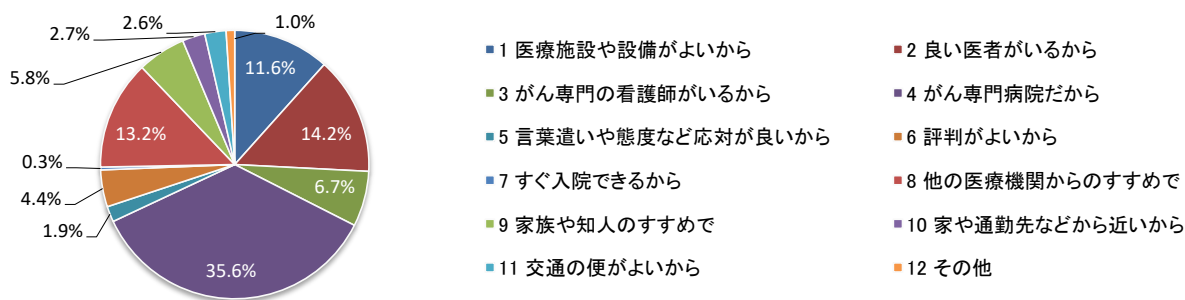 2.6%
1.0%
2.7%
5.8%
11.6%
13.2%
14.2%
0.3%
6.7%
4.4%
1.9%
35.6%
1 医療施設や設備がよいから
2 良い医者がいるから
3 がん専門の看護師がいるから
4 がん専門病院だから
5 言葉遣いや態度など応対が良いから
6 評判がよいから
7 すぐ入院できるから
8 他の医療機関からのすすめで
9 家族や知人のすすめで
10 家や通勤先などから近いから
11 交通の便がよいから
12 その他